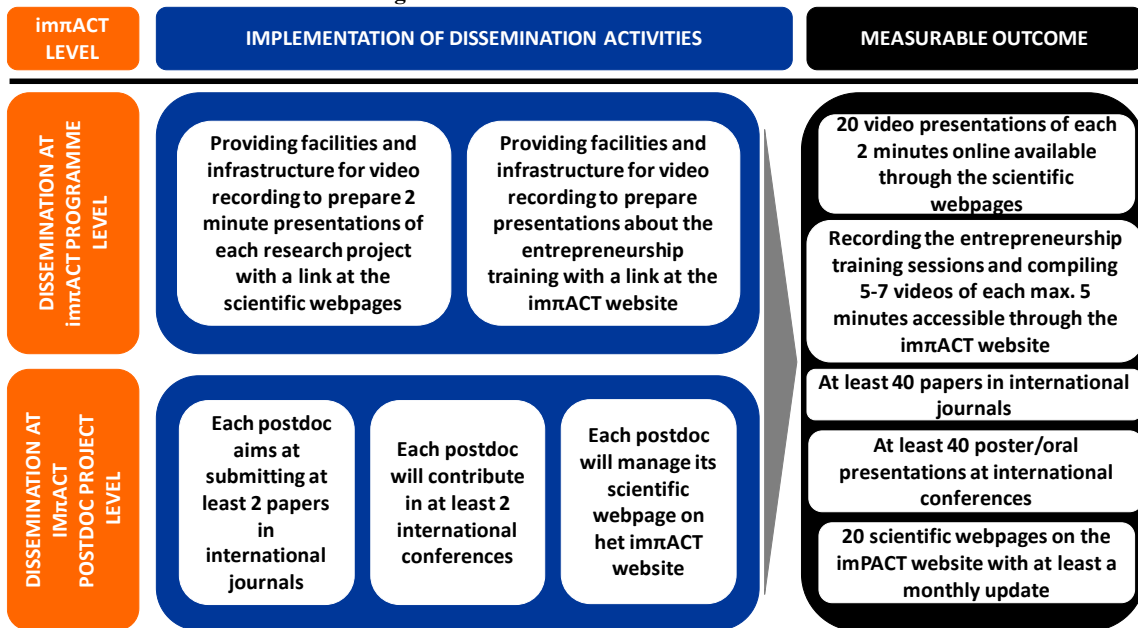 imπACT
LEVEL
IMPLEMENTATION OF DISSEMINATION ACTIVITIES
MEASURABLE OUTCOME
DISSEMINATION AT
imπACT PROGRAMME
LEVEL
Providing facilities and
infrastructure for video
recording to prepare 2
minute presentations of
each research project
with a link at the
scientific webpages
Providing facilities and
infrastructure for video
recording to prepare
presentations about the
entrepreneurship
training with a link at the
imπACT website
20 video presentations of each
2 minutes online available
through the scientific
webpages
Recording the entrepreneurship
training sessions and compiling
5-7 videos of each max. 5
minutes accessible through the
imπACT website
DISSEMINATION AT
IMπACT
POSTDOC PROJECT
LEVEL
Each postdoc
aims at
submitting at
least 2 papers
in
international
journals
Each postdoc
will contribute
in at least 2
international
conferences
Each postdoc
will manage its
scientific
webpage on
het imπACT
website
At least 40 papers in international
journals
At least 40 poster/oral
presentations at international
conferences
20 scientific webpages on the
imPACT website with at least a
monthly update